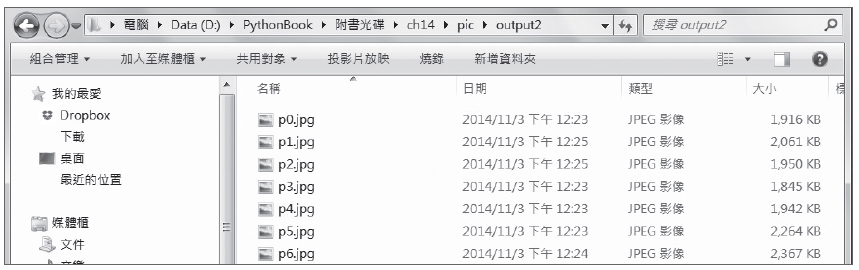 電腦 ▸ Data (D:) ▸ PythonBook ▸ 附書光碟 ▸ ch14 ▸ pic ▸ output2
搜尋 output2
組合管理 加入至媒體櫃 共用對象 投影片放映 燒錄 新增資料夾
我的最愛
Dropbox
下載
桌面
最近的位置
媒體櫃
文件
名稱 日期 類型 大小
p0.jpg 2014/11/3 下午 12:23 JPEG 影像 1,916 KB
p1.jpg 2014/11/3 下午 12:25 JPEG 影像 2,061 KB
p2.jpg 2014/11/3 下午 12:25 JPEG 影像 1,950 KB
p3.jpg 2014/11/3 下午 12:23 JPEG 影像 1,845 KB
p4.jpg 2014/11/3 下午 12:23 JPEG 影像 1,942 KB
p5.jpg 2014/11/3 下午 12:23 JPEG 影像 2,264 KB
p6.jpg 2014/11/3 下午 12:24 JPEG 影像 2,367 KB